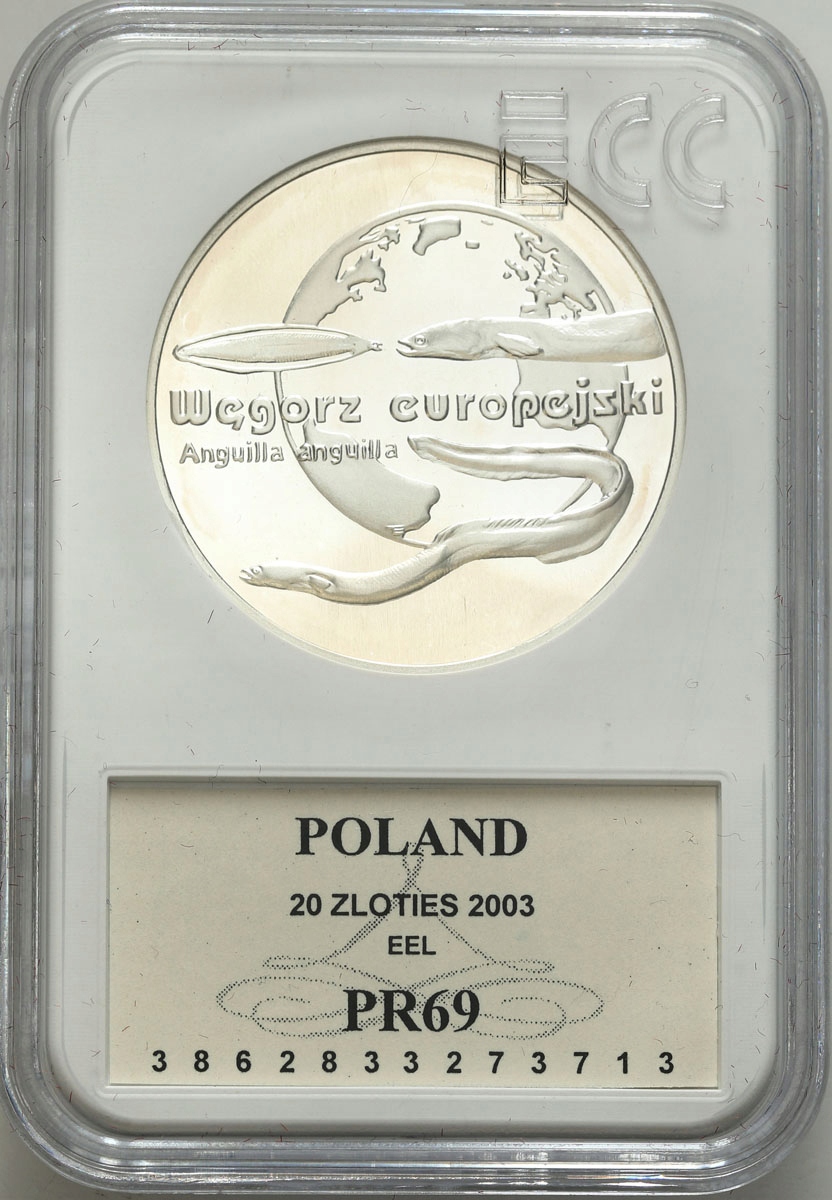 ECC
Węgorz europejski
Anguilla anguilla
POLAND
20 ZLOTIES 2003
EEL
PR69
3 8 6 2 8 3 3 2 7 3 7 1 3